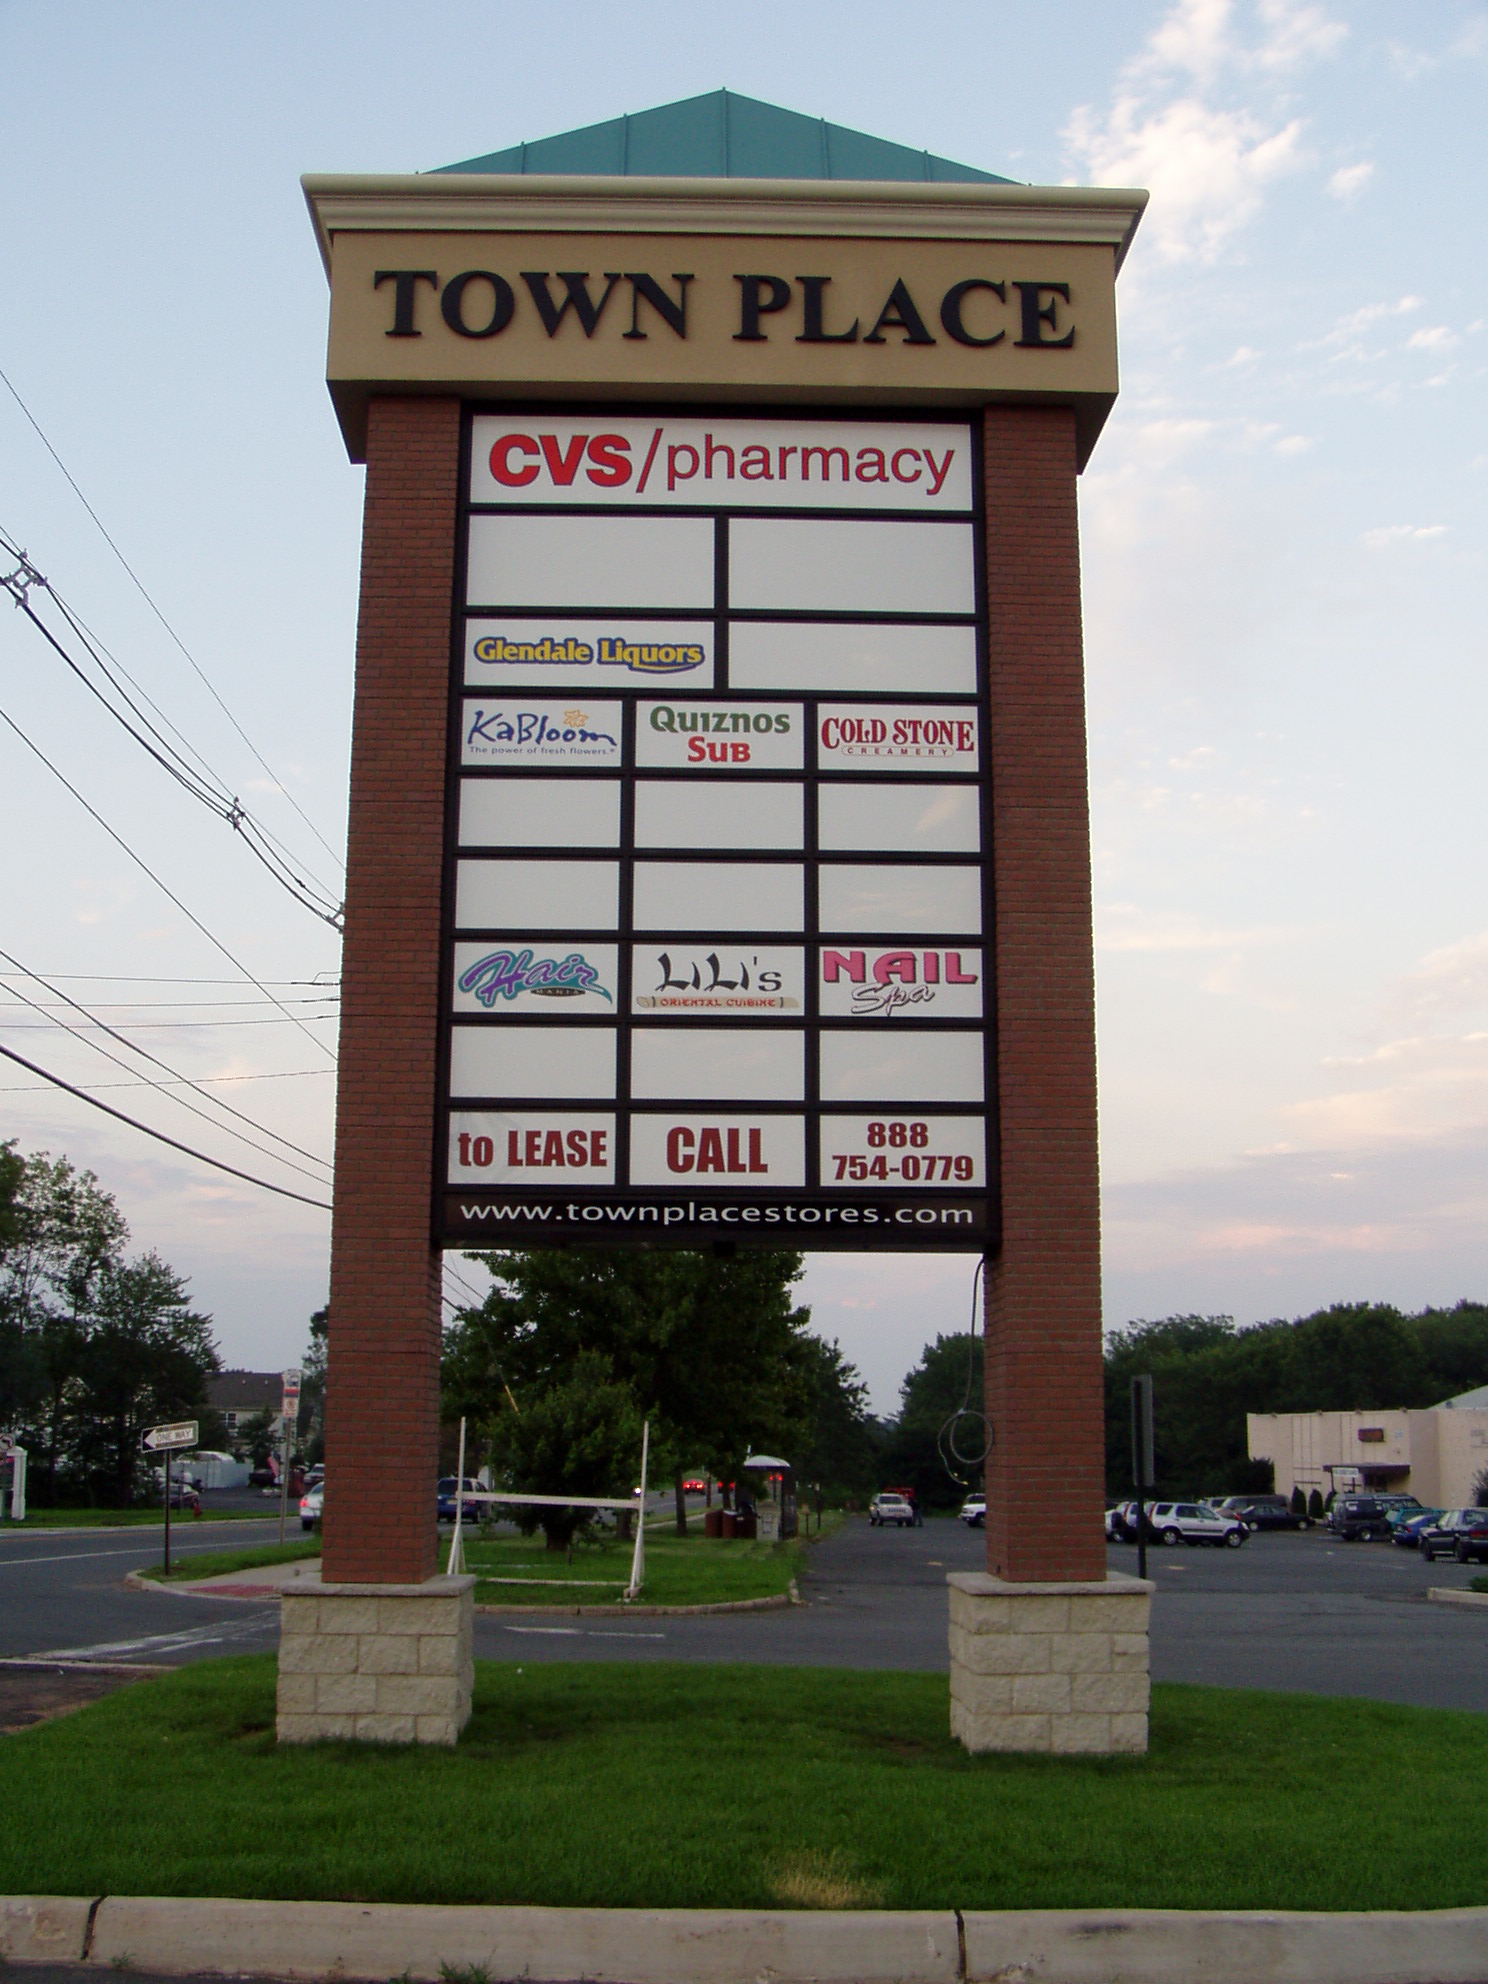 TOWN PLACE
CVS/pharmacy
Glendale Liquors
KaBloom
The power of fresh flowers.®
Quiznos
Sub
COLD STONE
CREAMERY
Hair
MANIA
LiLi's
ORIENTAL CUISINE
NAIL
Spa
to LEASE
CALL
888
754-0779
www.townplacestores.com
ONE WAY